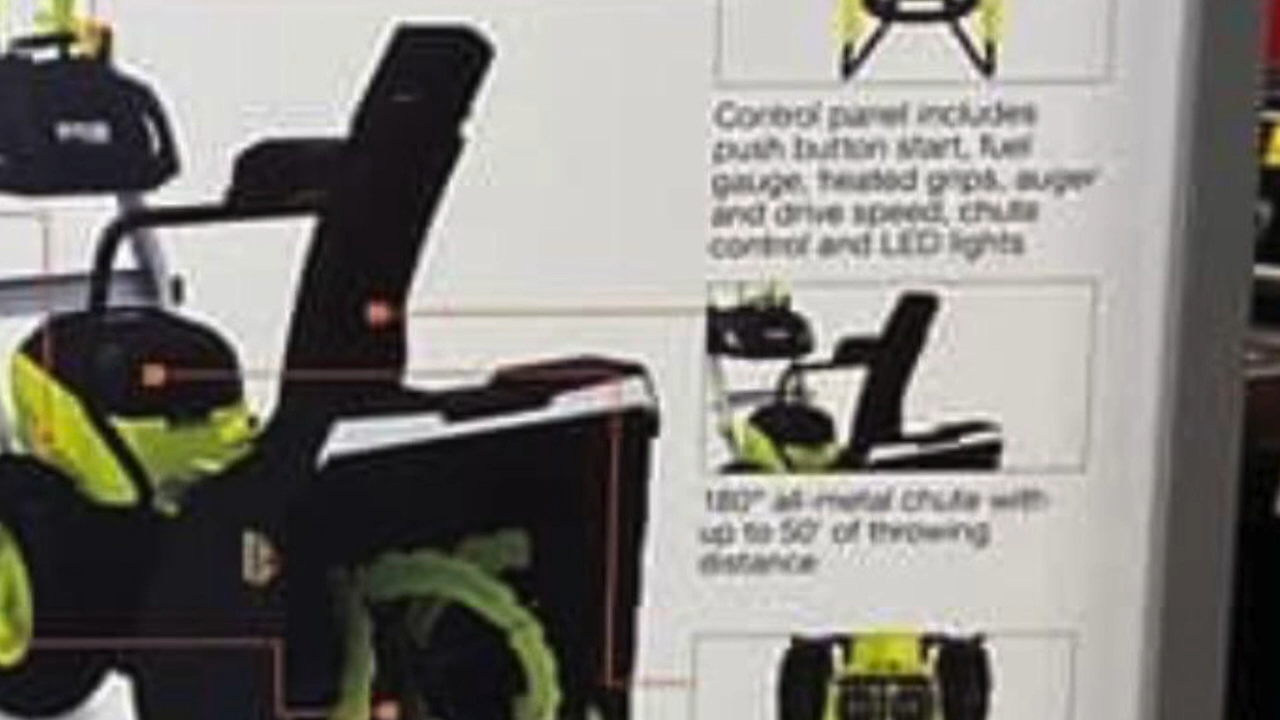 Control panel includes
push button start, fuel
gauge, heated grips, auger
and drive speed, chute
control and LED lights
180° all-metal chute with
up to 50' of throwing
distance